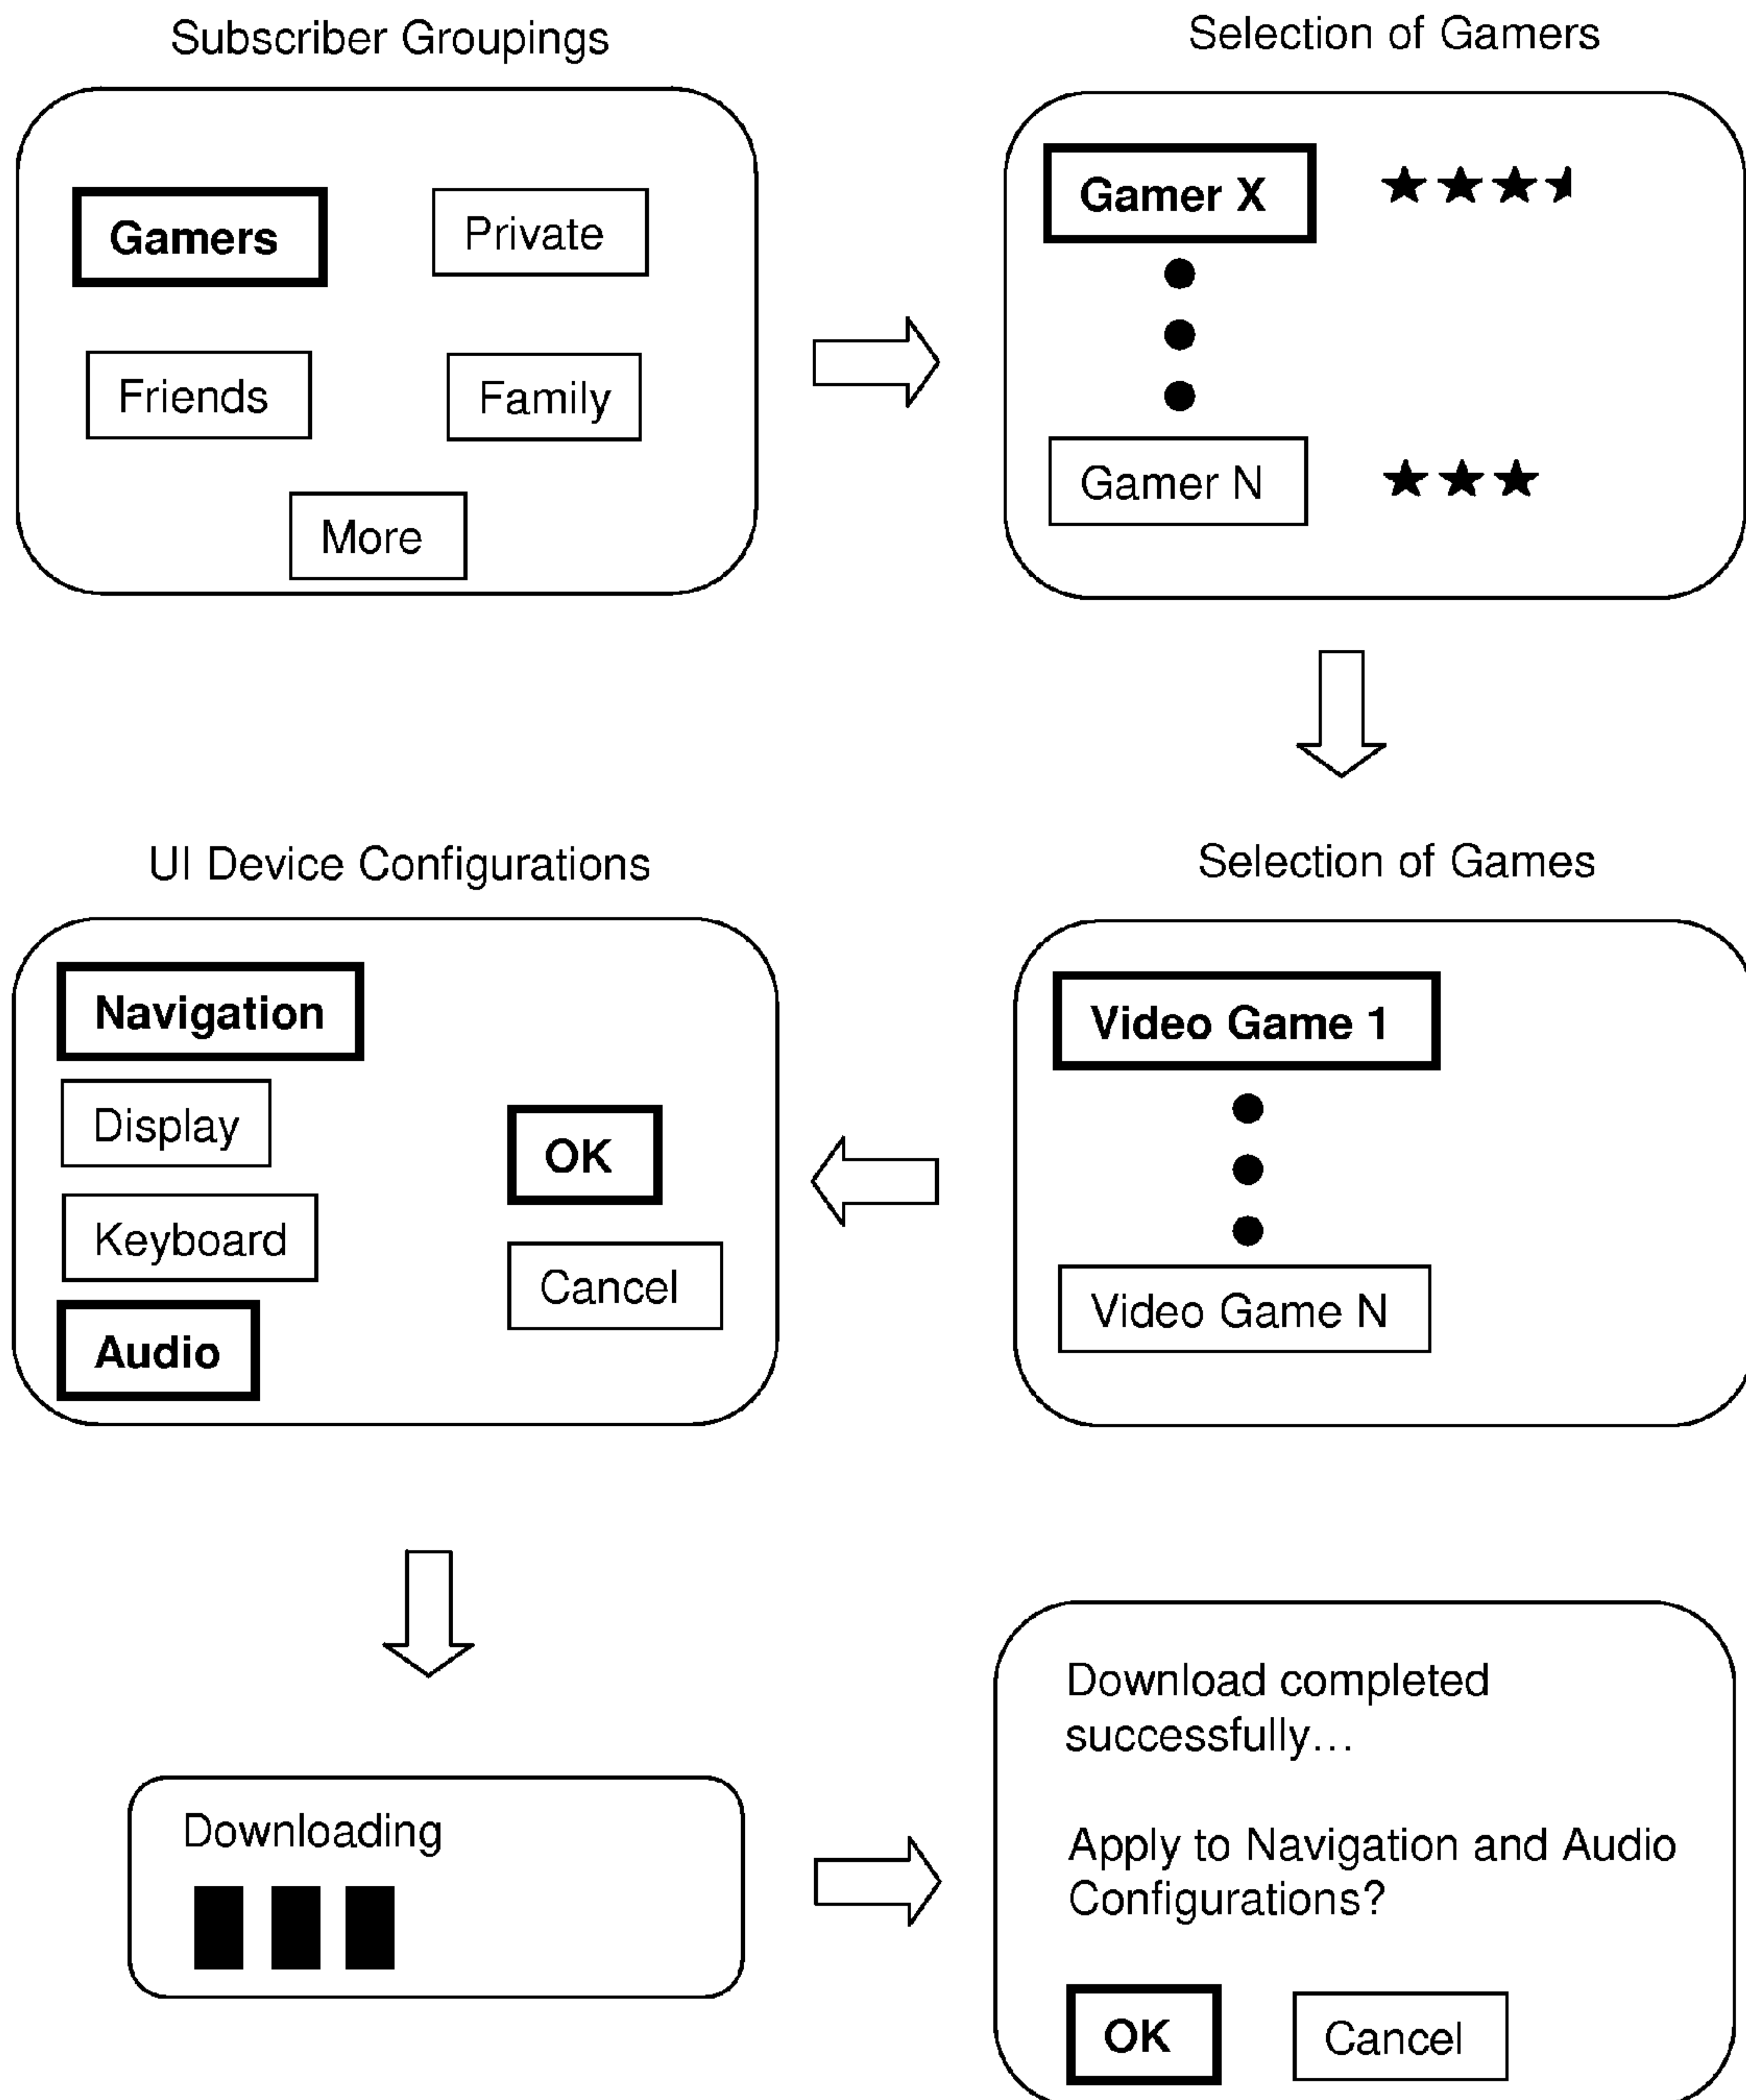 Subscriber Groupings
Gamers
Private
Friends
Family
More
Selection of Gamers
Gamer X
Gamer N
Selection of Games
Video Game 1
Video Game N
UI Device Configurations
Navigation
Display
Keyboard
Audio
OK
Cancel
Downloading
Download completed
successfully...
Apply to Navigation and Audio
Configurations?
OK
Cancel